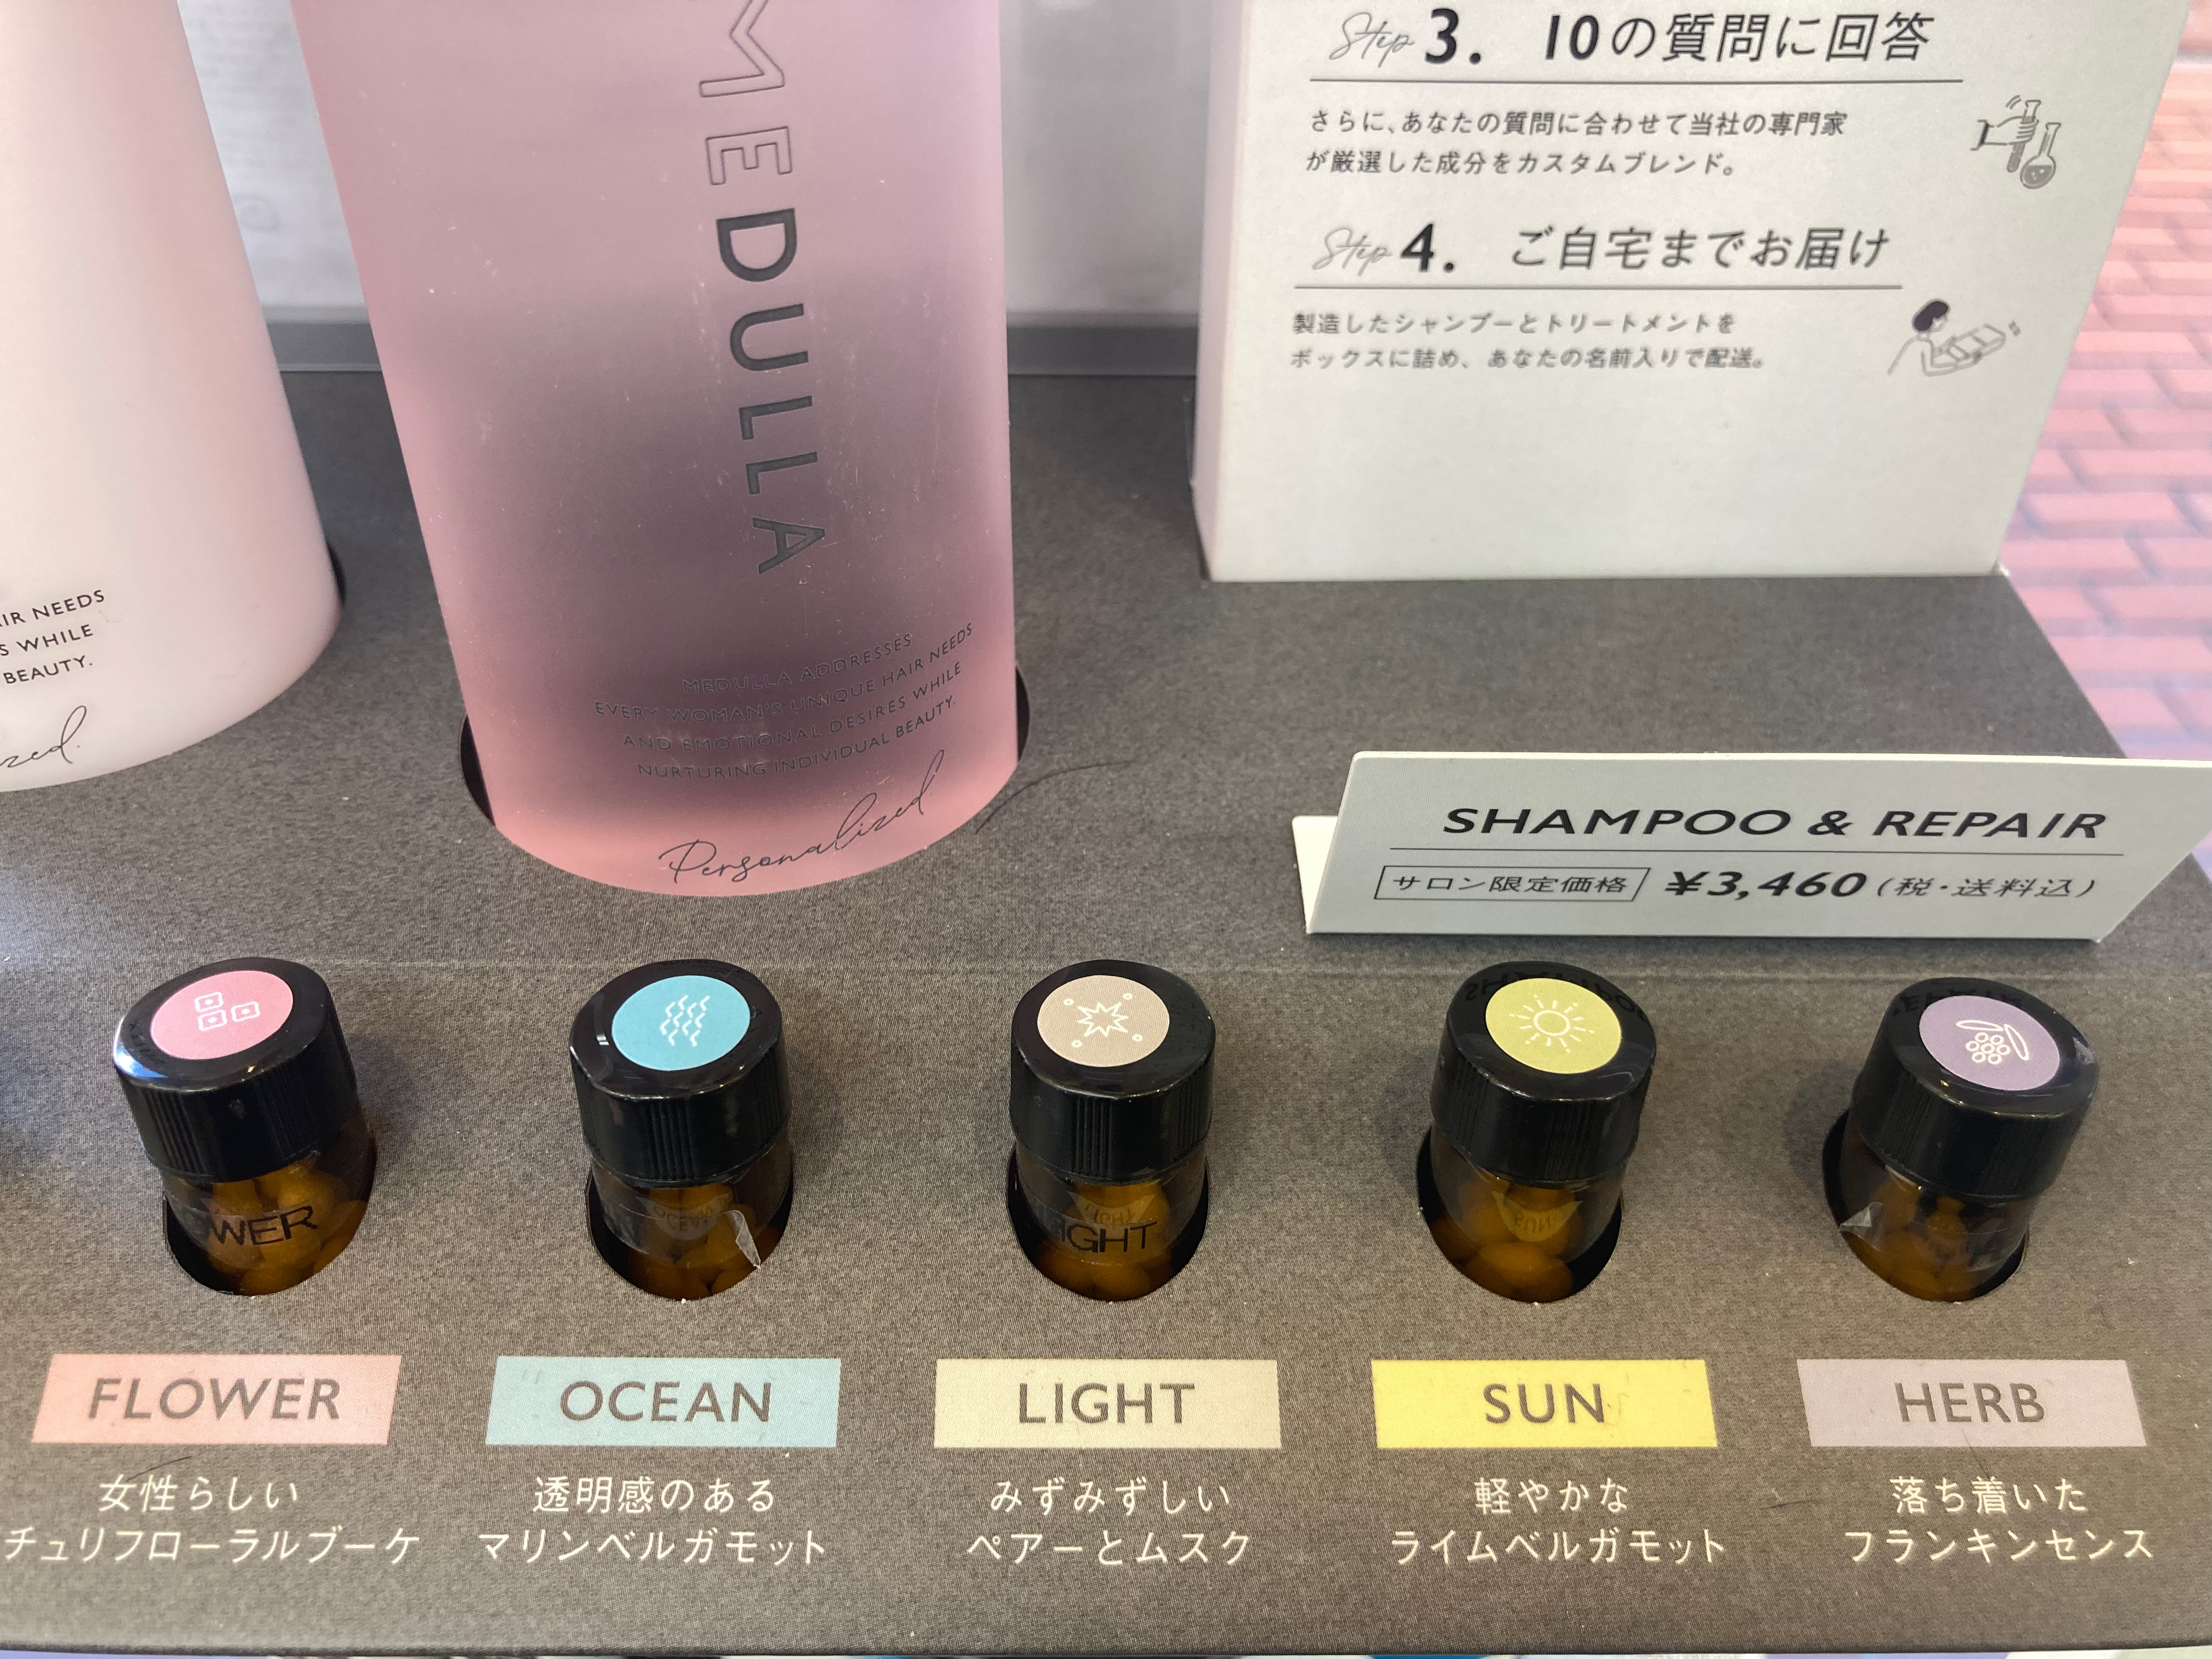 IR NEEDS
S WHILE
BEAUTY.
MEDULLA
MEDULLA ADDRESSES
EVERY WOMAN'S UNIQUE HAIR NEEDS
AND EMOTIONAL DESIRES WHILE
NURTURING INDIVIDUAL BEAUTY.
Personalized
Step 3. 10の質問に回答
さらに、あなたの質問に合わせて当社の専門家
が厳選した成分をカスタムブレンド。
Step 4. ご自宅までお届け
製造したシャンプーとトリートメントを
ボックスに詰め、あなたの名前入りで配送。
SHAMPOO & REPAIR
サロン限定価格 ¥3,460(税・送料込)
OWER
IGHT
FLOWER
女性らしい
チュリフローラルブーケ
OCEAN
透明感のある
マリンベルガモット
LIGHT
みずみずしい
ペアーとムスク
SUN
軽やかな
ライムベルガモット
HERB
落ち着いた
フランキンセンス